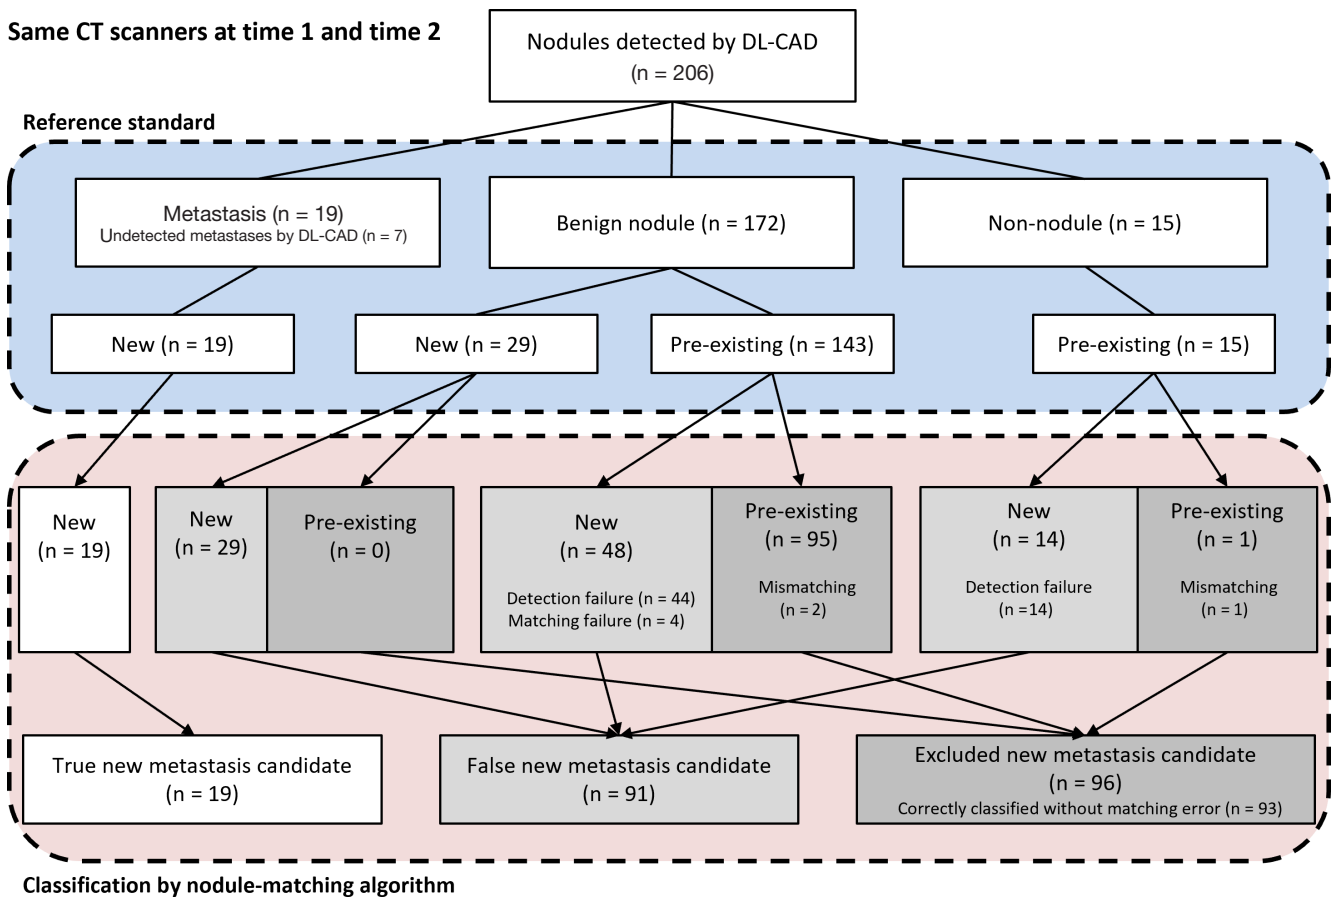 Same CT scanners at time 1 and time 2
Nodules detected by DL-CAD
(n = 206)
Reference standard
Metastasis (n = 19)
Undetected metastases by DL-CAD (n = 7)
Benign nodule (n = 172)
Non-nodule (n = 15)
New (n = 19)
New (n = 29)
Pre-existing (n = 143)
Pre-existing (n = 15)
New
(n = 19)
New
(n = 29)
Pre-existing
(n = 0)
New
(n = 48)
Detection failure (n = 44)
Matching failure (n = 4)
Pre-existing
(n = 95)
Mismatching
(n = 2)
New
(n = 14)
Detection failure
(n =14)
Pre-existing
(n = 1)
Mismatching
(n = 1)
True new metastasis candidate
(n = 19)
False new metastasis candidate
(n = 91)
Excluded new metastasis candidate
(n = 96)
Correctly classified without matching error (n = 93)
Classification by nodule-matching algorithm